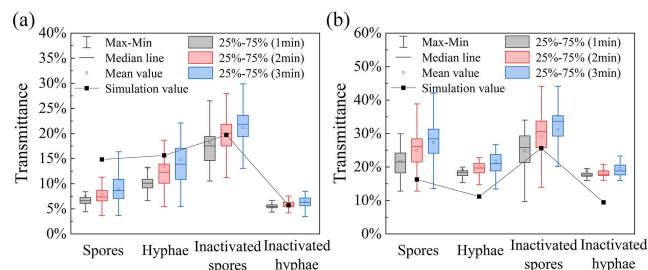 (a)
Transmittance
40%
35%
30%
25%
20%
15%
10%
5%
0%
Max-Min
Median line
Mean value
Simulation value
25%-75% (1min)
25%-75% (2min)
25%-75% (3min)
Spores
Hyphae
Inactivated
spores
Inactivated
hyphae
(b)
Transmittance
60%
50%
40%
30%
20%
10%
0%
Max-Min
Median line
Mean value
Simulation value
25%-75% (1min)
25%-75% (2min)
25%-75% (3min)
Spores
Hyphae
Inactivated
spores
Inactivated
hyphae